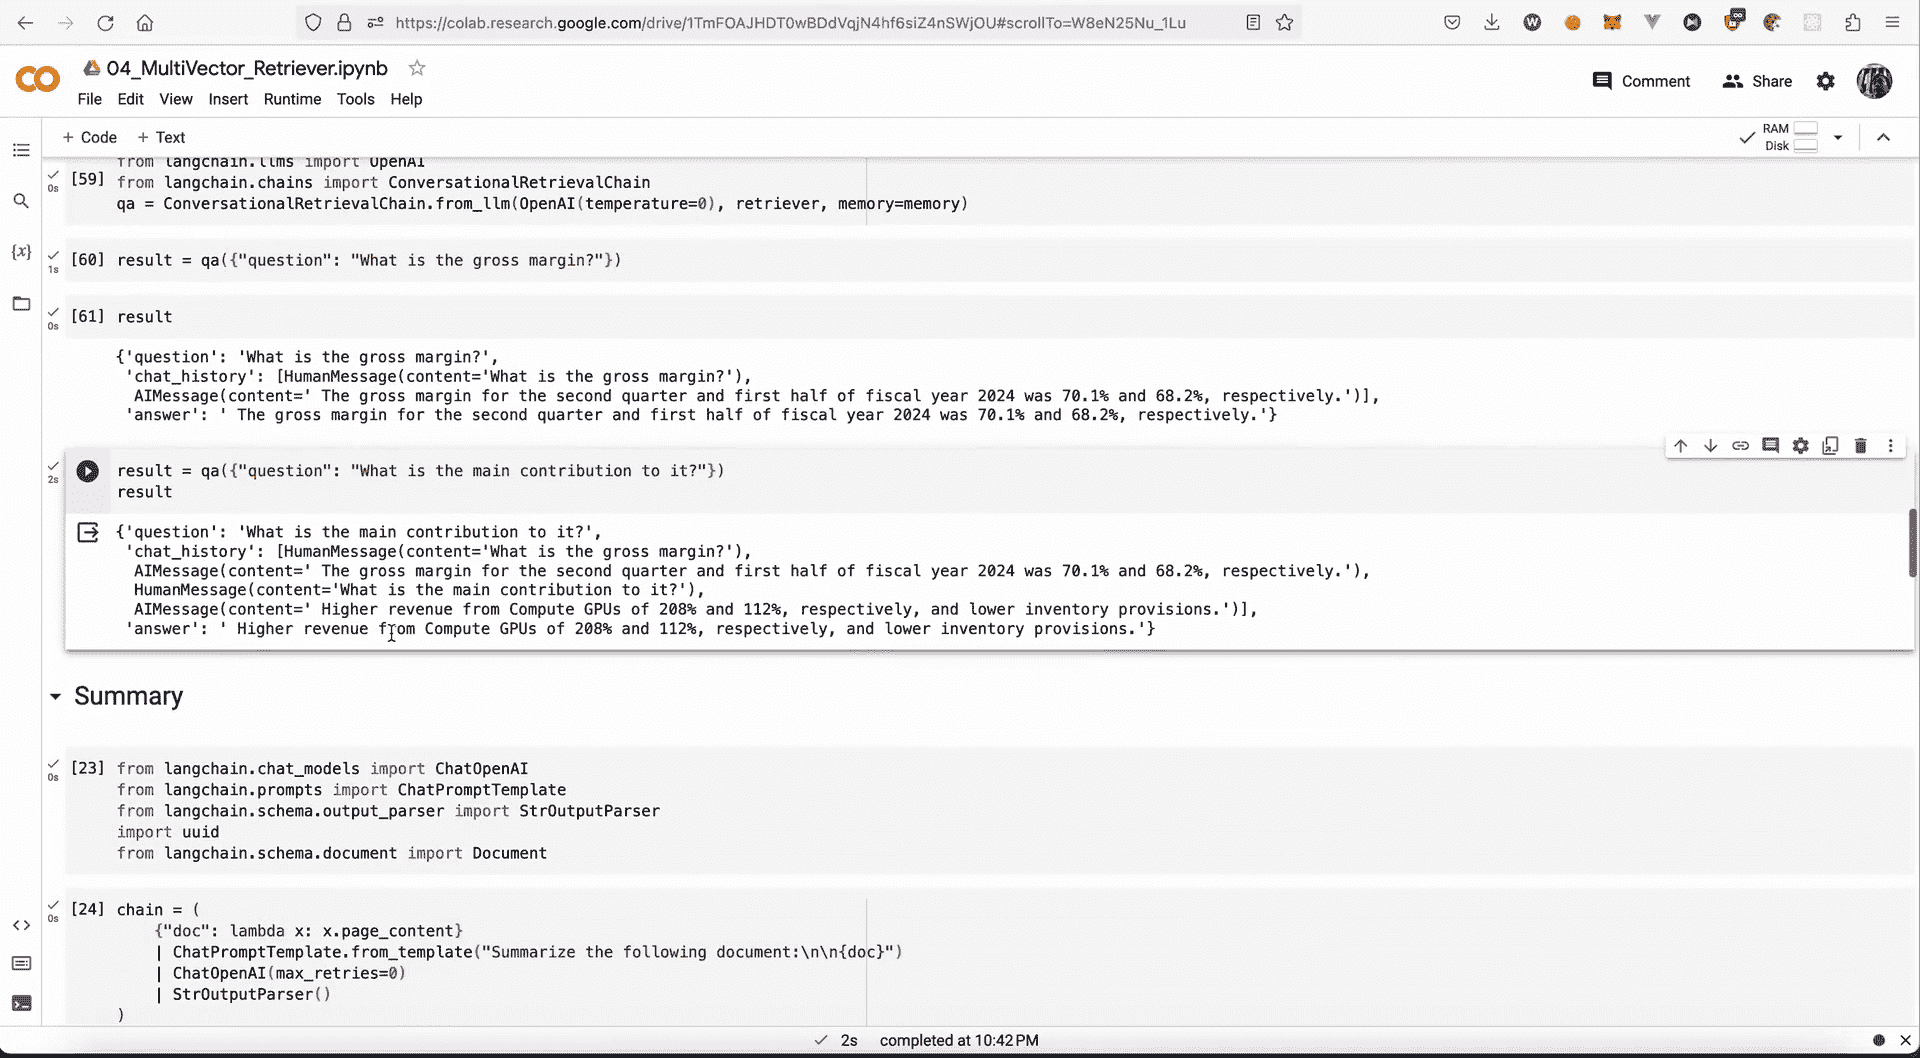 https://colab.research.google.com/drive/1TmFOAJHDT0wBDdVqjN4hf6siZ4nSWjOU#scrollTo=W8eN25Nu_1Lu
04_MultiVector_Retriever.ipynb
File Edit View Insert Runtime Tools Help
Comment Share
+ Code + Text
RAM
Disk
from langchain.llms import OpenAI
[59] from langchain.chains import ConversationalRetrievalChain
0s
qa = ConversationalRetrievalChain.from_llm(OpenAI(temperature=0), retriever, memory=memory)
[60] result = qa({"question": "What is the gross margin?"})
1s
[61] result
0s
{'question': 'What is the gross margin?',
'chat_history': [HumanMessage(content='What is the gross margin?'),
AIMessage(content=' The gross margin for the second quarter and first half of fiscal year 2024 was 70.1% and 68.2%, respectively.')],
'answer': ' The gross margin for the second quarter and first half of fiscal year 2024 was 70.1% and 68.2%, respectively.'}
result = qa({"question": "What is the main contribution to it?"})
2s
result
{'question': 'What is the main contribution to it?',
'chat_history': [HumanMessage(content='What is the gross margin?'),
AIMessage(content=' The gross margin for the second quarter and first half of fiscal year 2024 was 70.1% and 68.2%, respectively.'),
HumanMessage(content='What is the main contribution to it?'),
AIMessage(content=' Higher revenue from Compute GPUs of 208% and 112%, respectively, and lower inventory provisions.')],
'answer': ' Higher revenue from Compute GPUs of 208% and 112%, respectively, and lower inventory provisions.'}
Summary
[23] from langchain.chat_models import ChatOpenAI
0s
from langchain.prompts import ChatPromptTemplate
from langchain.schema.output_parser import StrOutputParser
import uuid
from langchain.schema.document import Document
[24] chain = (
0s
{"doc": lambda x: x.page_content}
| ChatPromptTemplate.from_template("Summarize the following document:\n\n{doc}")
| ChatOpenAI(max_retries=0)
| StrOutputParser()
)
2s completed at 10:42 PM